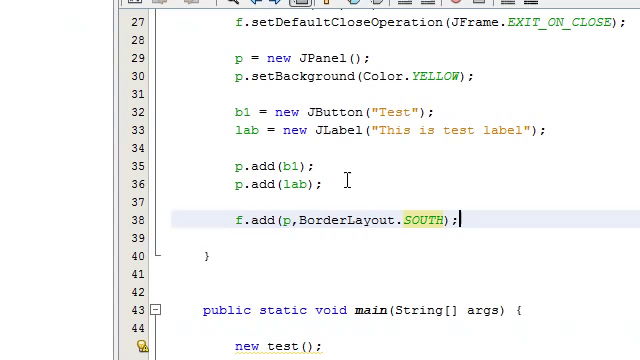 27 f.setDefaultCloseOperation(JFrame.EXIT_ON_CLOSE);
28
29 p = new JPanel();
30 p.setBackground(Color.YELLOW);
31
32 b1 = new JButton("Test");
33 lab = new JLabel("This is test label");
34
35 p.add(b1);
36 p.add(lab);
37
38 f.add(p,BorderLayout.SOUTH);
39
40 }
41
42
43 public static void main(String[] args) {
44
new test();